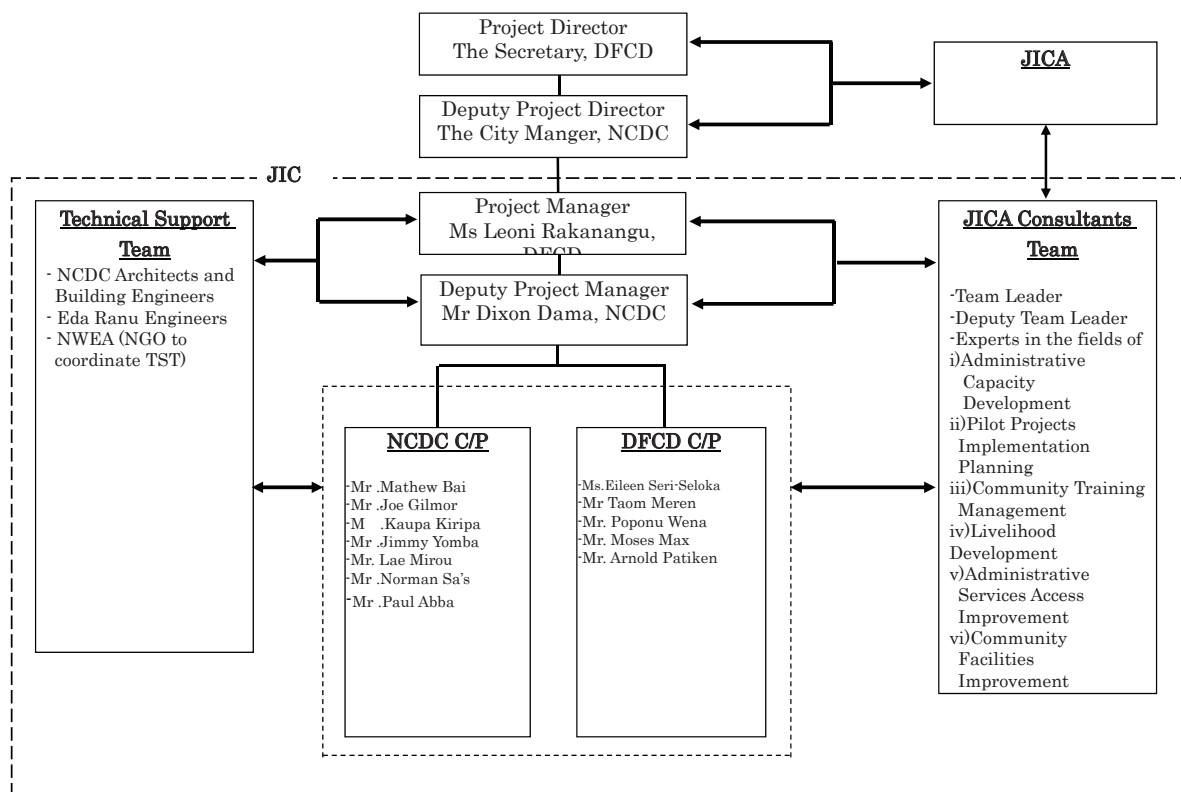 Project Director
The Secretary, DFCD
JICA
Deputy Project Director
The City Manger, NCDC
JIC
Project Manager
Ms Leoni Rakanangu,
DFCD
Deputy Project Manager
Mr Dixon Dama, NCDC
Technical Support
Team
- NCDC Architects and
Building Engineers
- Eda Ranu Engineers
- NWEA (NGO to
coordinate TST)
NCDC C/P
-Mr .Mathew Bai
-Mr .Joe Gilmor
-M .Kaupa Kiripa
-Mr .Jimmy Yomba
-Mr. Lae Mirou
-Mr .Norman Sa's
-Mr .Paul Abba
DFCD C/P
-Ms.Eileen Seri-Seloka
-Mr Taom Meren
-Mr. Poponu Wena
-Mr. Moses Max
-Mr. Arnold Patiken
JICA Consultants
Team
-Team Leader
-Deputy Team Leader
-Experts in the fields of
i)Administrative
Capacity
Development
ii)Pilot Projects
Implementation
Planning
iii)Community Training
Management
iv)Livelihood
Development
v)Administrative
Services Access
Improvement
vi)Community
Facilities
Improvement